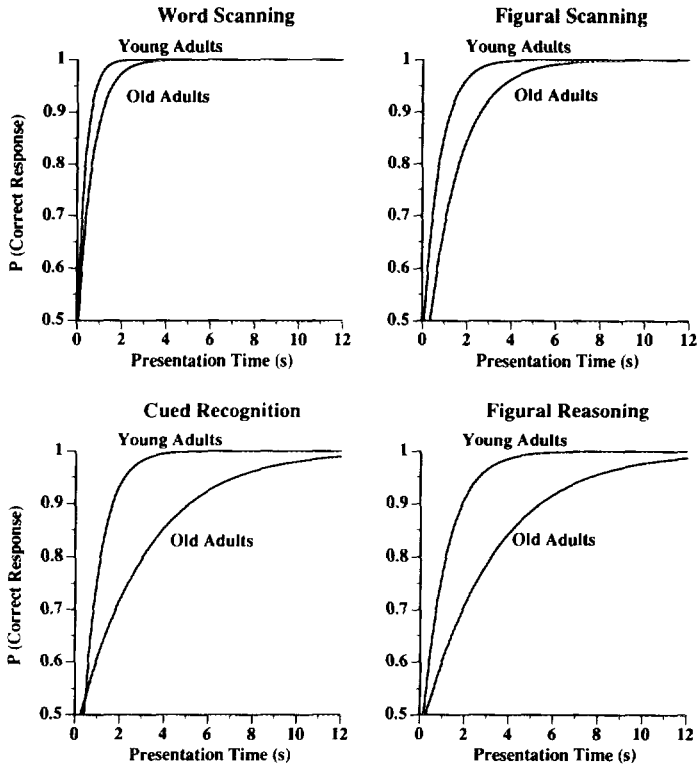 Word Scanning
Young Adults
Old Adults
P (Correct Response)
1
0.9
0.8
0.7
0.6
0.5
0 2 4 6 8 10 12
Presentation Time (s)
Figural Scanning
Young Adults
Old Adults
1
0.9
0.8
0.7
0.6
0.5
0 2 4 6 8 10 12
Presentation Time (s)
Cued Recognition
Young Adults
Old Adults
P (Correct Response)
1
0.9
0.8
0.7
0.6
0.5
0 2 4 6 8 10 12
Presentation Time (s)
Figural Reasoning
Young Adults
Old Adults
1
0.9
0.8
0.7
0.6
0.5
0 2 4 6 8 10 12
Presentation Time (s)